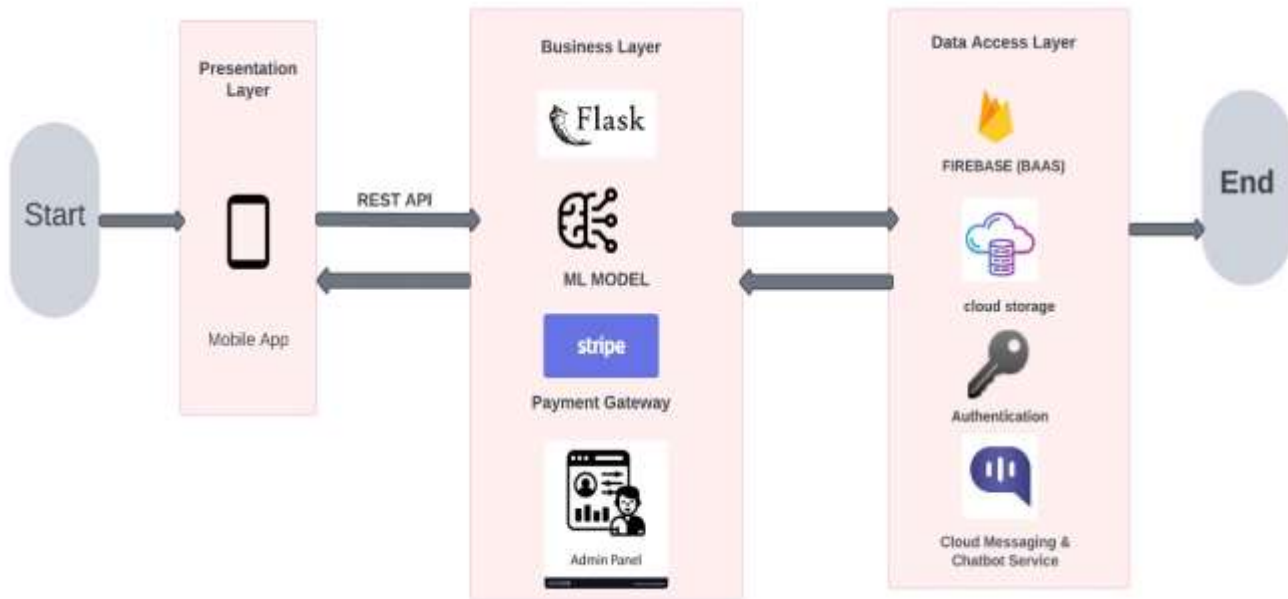 Start
Presentation
Layer
Mobile App
REST API
Business Layer
Flask
ML MODEL
stripe
Payment Gateway
Admin Panel
Data Access Layer
FIREBASE (BAAS)
cloud storage
Authentication
Cloud Messaging &
Chatbot Service
End